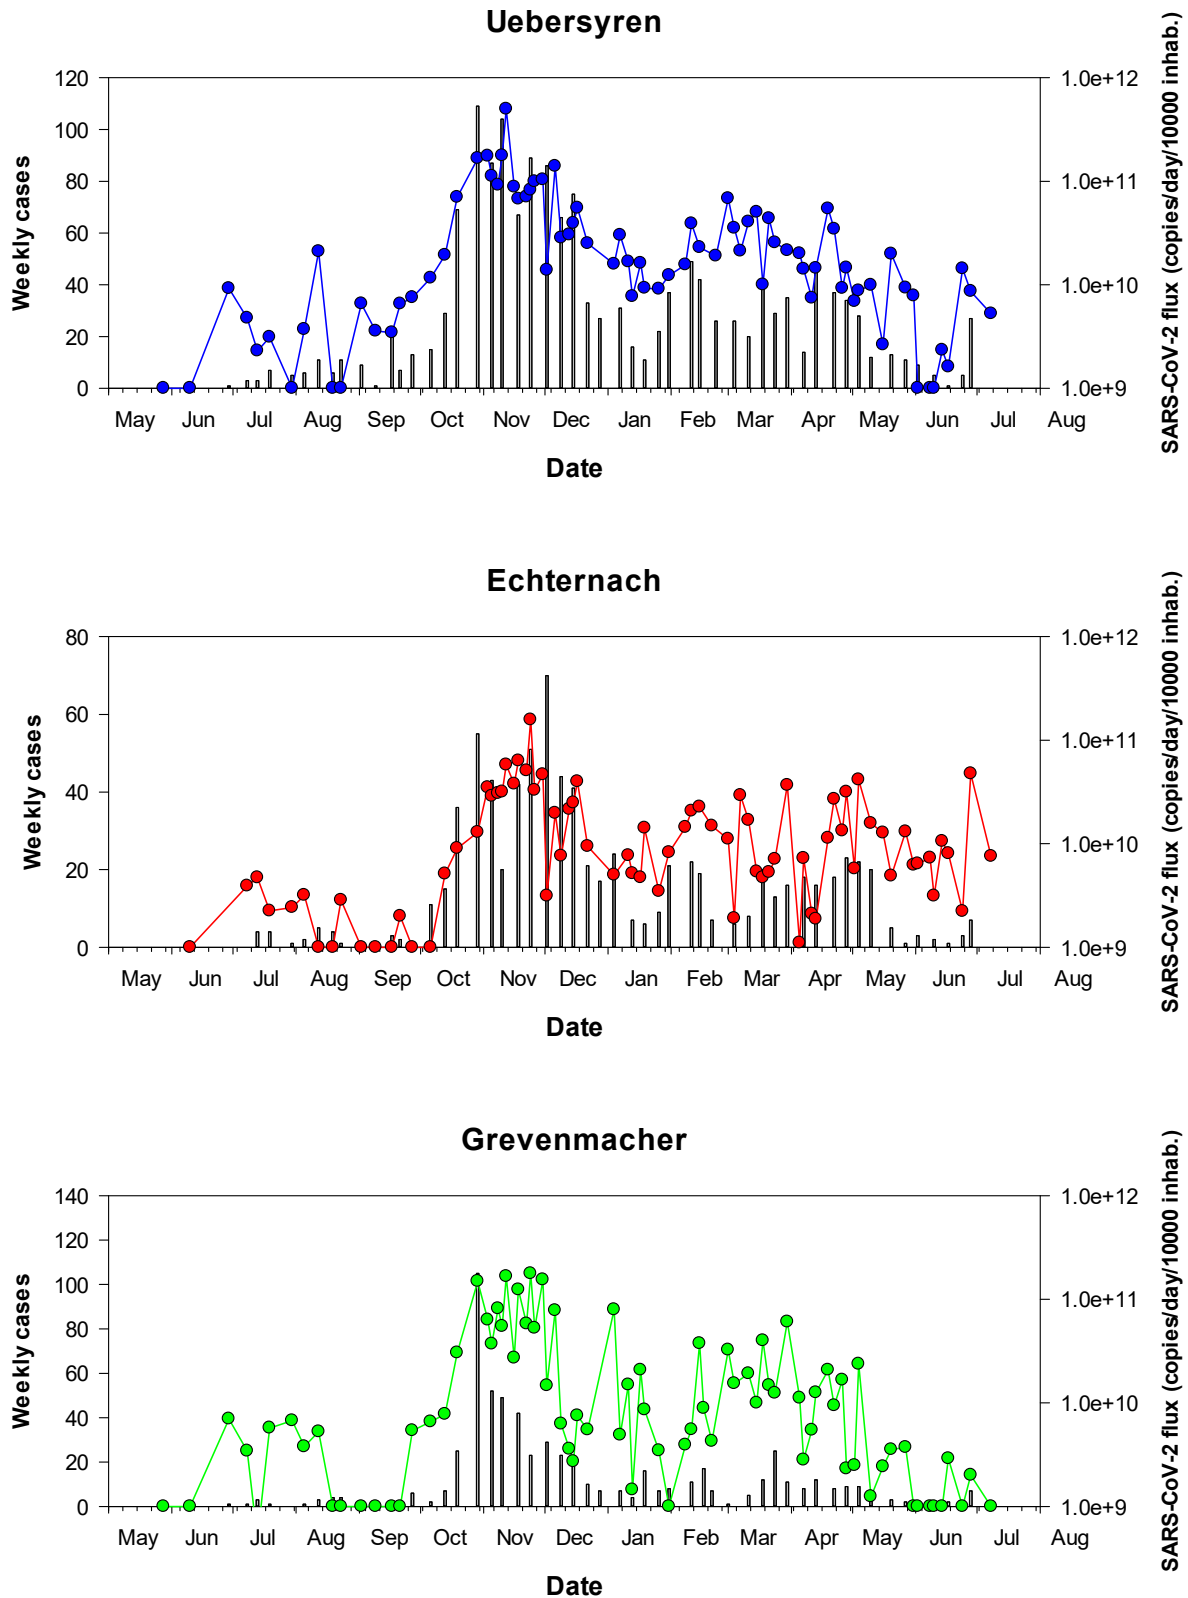 Uebersyren
120
100
80
60
40
20
0
Weekly cases
1.0e+12
1.0e+11
1.0e+10
1.0e+9
SARS-CoV-2 flux (copies/day/10000 inhab.)
May Jun Jul Aug Sep Oct Nov Dec Jan Feb Mar Apr May Jun Jul Aug
Date
Echternach
80
60
40
20
0
Weekly cases
1.0e+12
1.0e+11
1.0e+10
1.0e+9
SARS-CoV-2 flux (copies/day/10000 inhab.)
May Jun Jul Aug Sep Oct Nov Dec Jan Feb Mar Apr May Jun Jul Aug
Date
Grevenmacher
140
120
100
80
60
40
20
0
Weekly cases
1.0e+12
1.0e+11
1.0e+10
1.0e+9
SARS-CoV-2 flux (copies/day/10000 inhab.)
May Jun Jul Aug Sep Oct Nov Dec Jan Feb Mar Apr May Jun Jul Aug
Date